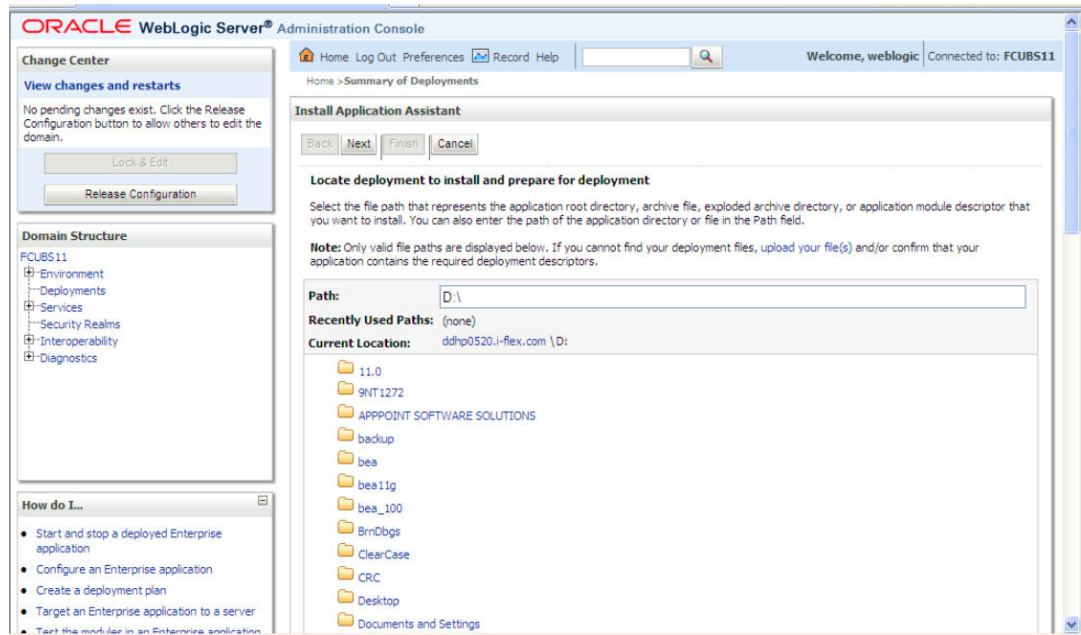 ORACLE WebLogic Server® Administration Console
Change Center
View changes and restarts
No pending changes exist. Click the Release
Configuration button to allow others to edit the
domain.
Lock & Edit
Release Configuration
Domain Structure
FCUBS11
Environment
Deployments
Services
Security Realms
Interoperability
Diagnostics
How do I...
Start and stop a deployed Enterprise
application
Configure an Enterprise application
Create a deployment plan
Target an Enterprise application to a server
Test the modules in an Enterprise application
Home Log Out Preferences Record Help
Welcome, weblogic Connected to: FCUBS11
Home >Summary of Deployments
Install Application Assistant
Back Next Finish Cancel
Locate deployment to install and prepare for deployment
Select the file path that represents the application root directory, archive file, exploded archive directory, or application module descriptor that
you want to install. You can also enter the path of the application directory or file in the Path field.
Note: Only valid file paths are displayed below. If you cannot find your deployment files, upload your file(s) and/or confirm that your
application contains the required deployment descriptors.
Path: D:\
Recently Used Paths: (none)
Current Location: ddhp0520.i-flex.com \D:
11.0
9NT1272
APPPOINT SOFTWARE SOLUTIONS
backup
bea
bea11g
bea_100
BrnDbgs
ClearCase
CRC
Desktop
Documents and Settings